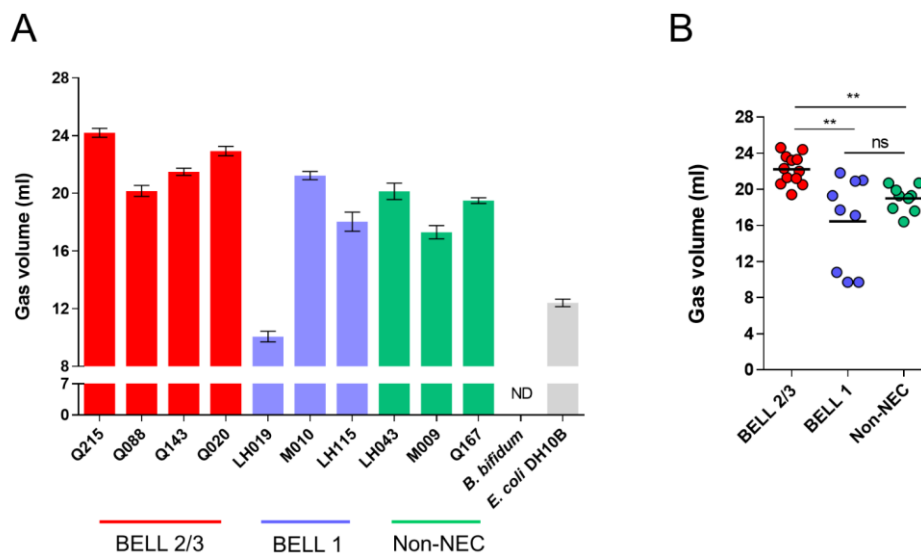 A
Gas volume (ml)
28
24
20
16
12
8
7
0
ND
Q215
Q088
Q143
Q020
LH019
M010
LH115
LH043
M009
Q167
B. bifidum
E. coli DH10B
BELL 2/3
BELL 1
Non-NEC
B
Gas volume (ml)
28
24
20
16
12
8
4
0
**
**
ns
BELL 2/3
BELL 1
Non-NEC